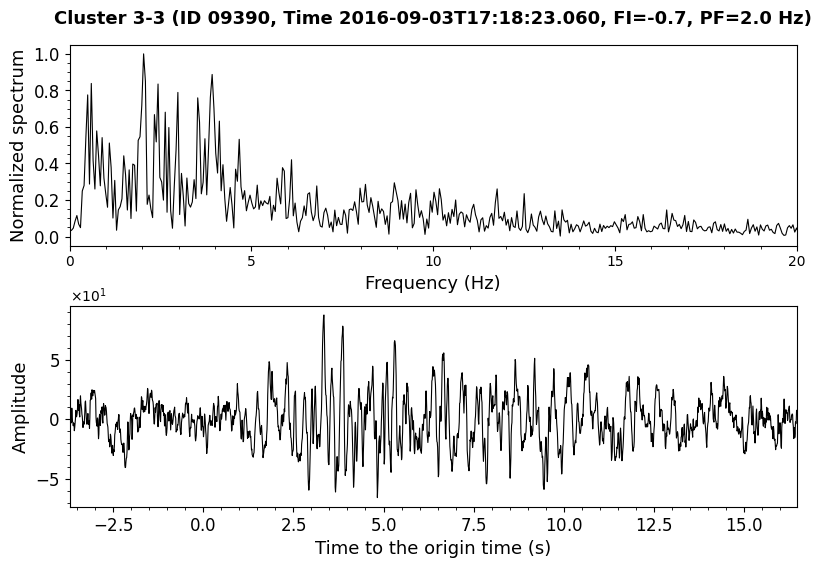 Cluster 3-3 (ID 09390, Time 2016-09-03T17:18:23.060, FI=-0.7, PF=2.0 Hz)
1.0
0.8
0.6
0.4
0.2
0.0
Normalized spectrum
0 5 10 15 20
Frequency (Hz)
×10¹
5
0
−5
Amplitude
−2.5 0.0 2.5 5.0 7.5 10.0 12.5 15.0
Time to the origin time (s)